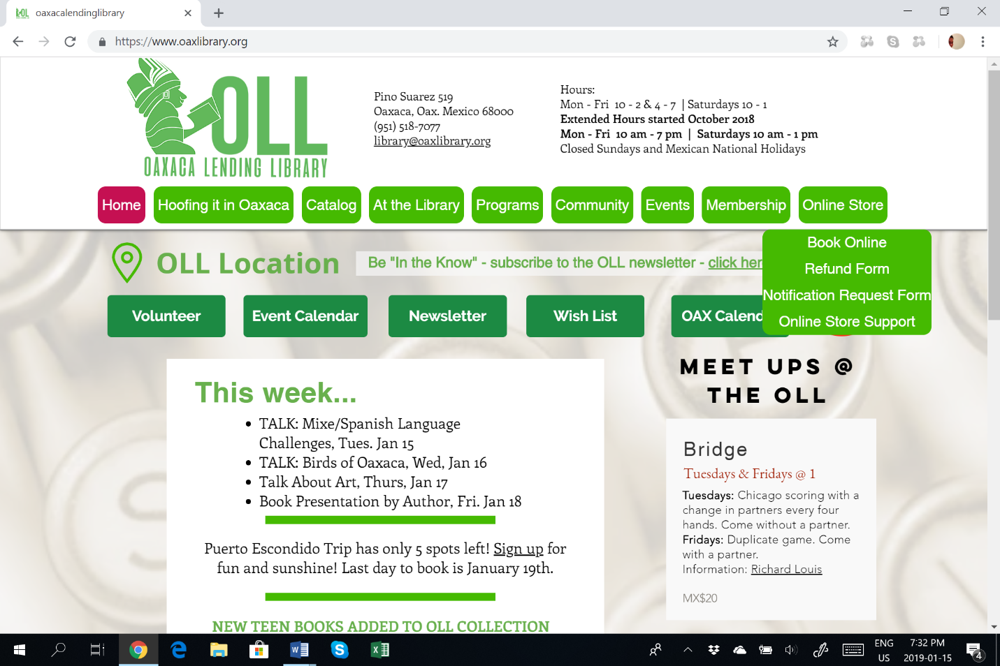 oaxacalendinglibrary
https://www.oaxlibrary.org
OLL
OAXACA LENDING LIBRARY
Pino Suarez 519
Oaxaca, Oax. Mexico 68000
(951) 518-7077
library@oaxlibrary.org
Hours:
Mon - Fri 10 - 2 & 4 - 7 | Saturdays 10 - 1
Extended Hours started October 2018
Mon - Fri 10 am - 7 pm | Saturdays 10 am - 1 pm
Closed Sundays and Mexican National Holidays
Home Hoofing it in Oaxaca Catalog At the Library Programs Community Events Membership Online Store
Book Online
Refund Form
Notification Request Form
Online Store Support
OLL Location
Be "In the Know" - subscribe to the OLL newsletter - click her
Volunteer Event Calendar Newsletter Wish List OAX Calend
This week...
• TALK: Mixe/Spanish Language
Challenges, Tues. Jan 15
• TALK: Birds of Oaxaca, Wed, Jan 16
• Talk About Art, Thurs, Jan 17
• Book Presentation by Author, Fri. Jan 18
Puerto Escondido Trip has only 5 spots left! Sign up for
fun and sunshine! Last day to book is January 19th.
NEW TEEN BOOKS ADDED TO OLL COLLECTION
MEET UPS @
THE OLL
Bridge
Tuesdays & Fridays @ 1
Tuesdays: Chicago scoring with a
change in partners every four
hands. Come without a partner.
Fridays: Duplicate game. Come
with a partner.
Information: Richard Louis
MX$20
ENG
US
7:32 PM
2019-01-15
4